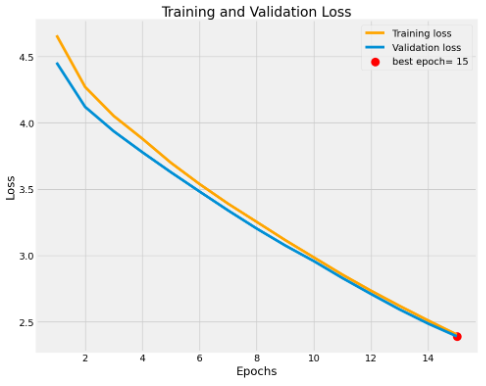 Training and Validation Loss
Training loss
Validation loss
best epoch= 15
Loss
4.5
4.0
3.5
3.0
2.5
2 4 6 8 10 12 14
Epochs